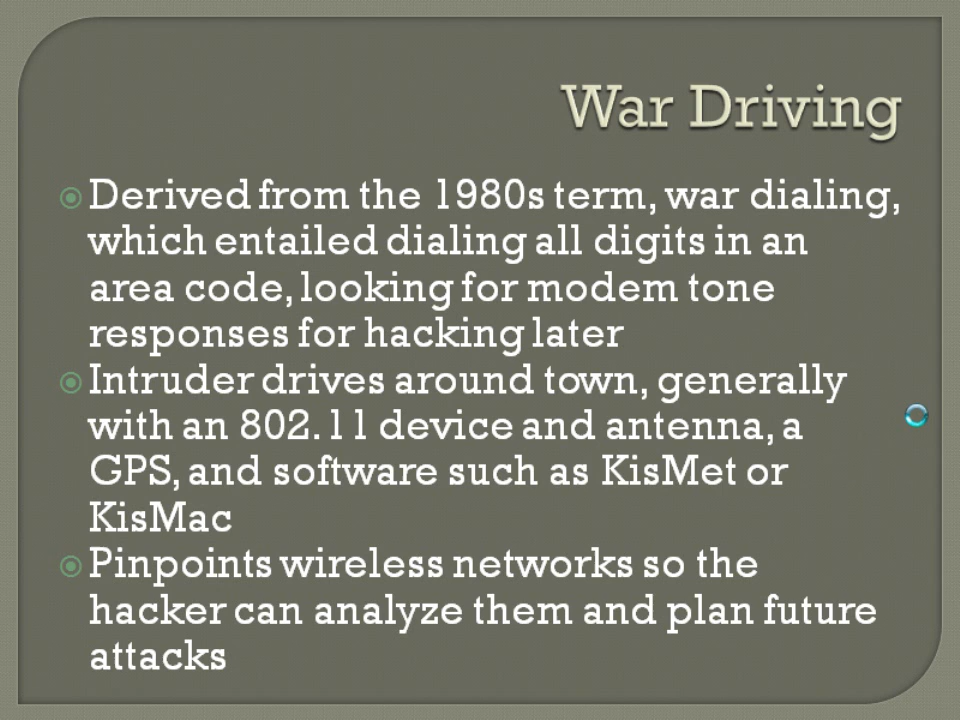 War Driving
Derived from the 1980s term, war dialing,
which entailed dialing all digits in an
area code, looking for modem tone
responses for hacking later
Intruder drives around town, generally
with an 802.11 device and antenna, a
GPS, and software such as KisMet or
KisMac
Pinpoints wireless networks so the
hacker can analyze them and plan future
attacks